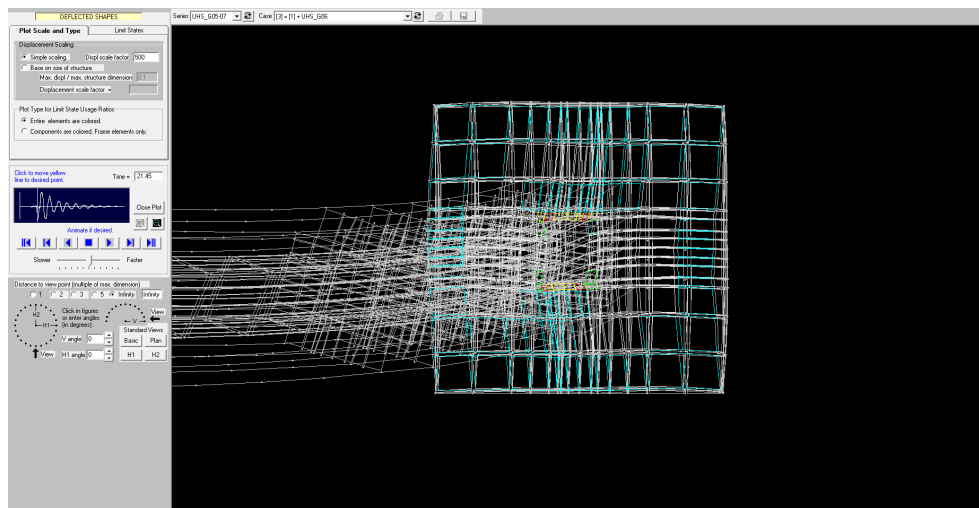 DEFLECTED SHAPES
Series UHS_G05-07 Case [3] = [1] + UHS_G06
Plot Scale and Type Limit States
Displacement Scaling
Simple scaling. Displ scale factor 500
Base on size of structure
Max. displ / max. structure dimension 0.1
Displacement scale factor =
Plot Type for Limit State Usage Ratios
Entire elements are colored.
Components are colored. Frame elements only.
Click to move yellow
line to desired point.
Time = 21.45
Close Plot
Animate if desired.
Slower Faster
Distance to view point (multiple of max. dimension)
1 2 3 5 Infinity Infinity
H2
H1
Click in figures
or enter angles
(in degrees).
V
View
V angle 0
Standard Views
Basic Plan
View
H1 angle 0
H1 H2